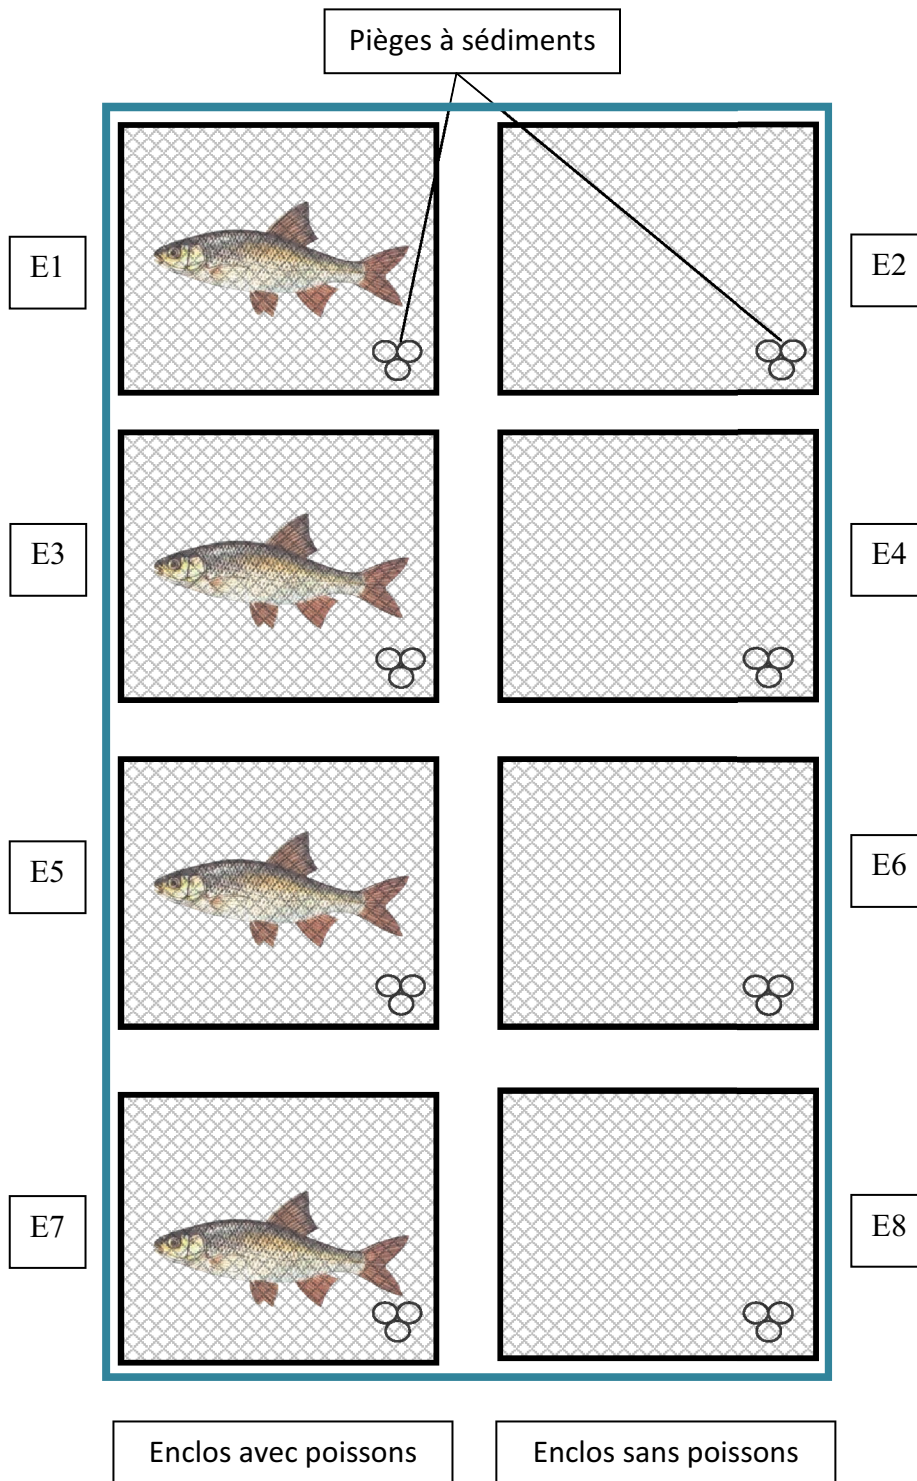 Pièges à sédiments
E1
E2
E3
E4
E5
E6
E7
E8
Enclos avec poissons
Enclos sans poissons